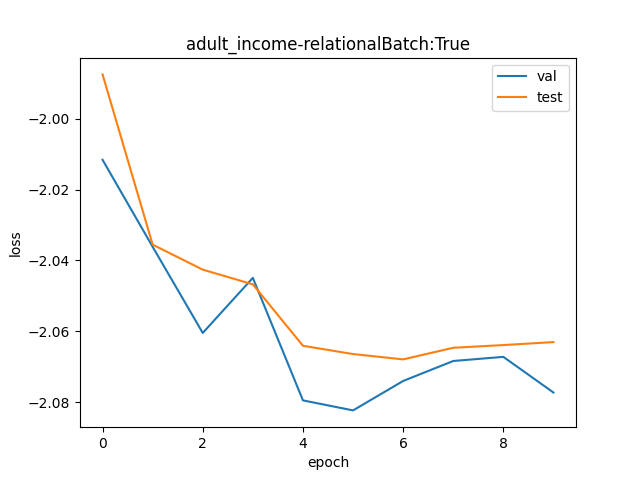 adult_income-relationalBatch:True
val
test
−2.00
−2.02
−2.04
−2.06
−2.08
loss
0
2
4
6
8
epoch